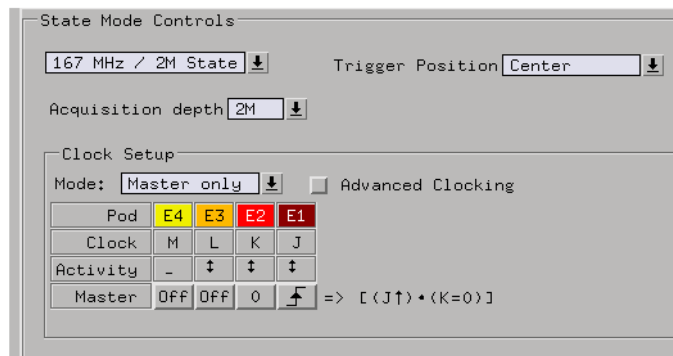 State Mode Controls
167 MHz / 2M State Trigger Position Center
Acquisition depth 2M
Clock Setup
Mode: Master only Advanced Clocking
Pod E4 E3 E2 E1
Clock M L K J
Activity - ↕ ↕ ↕
Master Off Off 0 => [(J↑)•(K=0)]